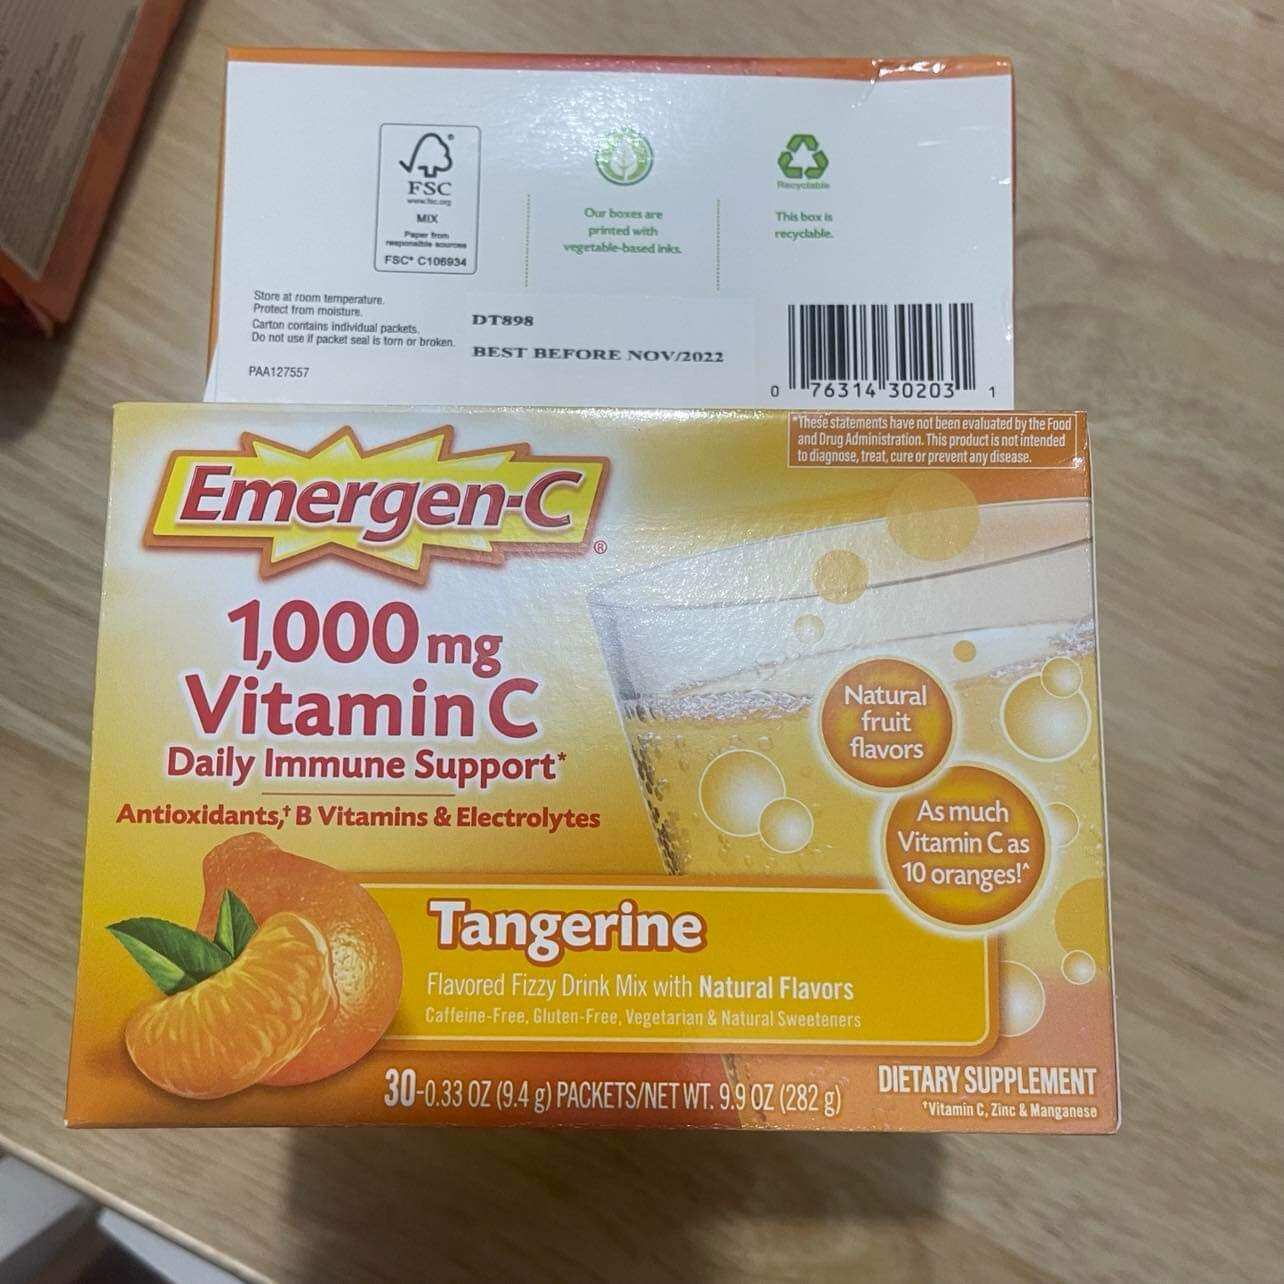 FSC®
www.fsc.org
MIX
Paper from
responsible sources
FSC® C106934
Our boxes are
printed with
vegetable-based inks.
Recyclable
This box is
recyclable.
Store at room temperature.
Protect from moisture.
Carton contains individual packets.
Do not use if packet seal is torn or broken.
PAA127557
DT898
BEST BEFORE NOV/2022
0 76314 30203 1
*These statements have not been evaluated by the Food
and Drug Administration. This product is not intended
to diagnose, treat, cure or prevent any disease.
Emergen-C®
1,000 mg
Vitamin C
Daily Immune Support*
Antioxidants,† B Vitamins & Electrolytes
Natural
fruit
flavors
As much
Vitamin C as
10 oranges!^
Tangerine
Flavored Fizzy Drink Mix with Natural Flavors
Caffeine-Free, Gluten-Free, Vegetarian & Natural Sweeteners
30-0.33 OZ (9.4 g) PACKETS/NET WT. 9.9 OZ (282 g)
DIETARY SUPPLEMENT
†Vitamin C, Zinc & Manganese